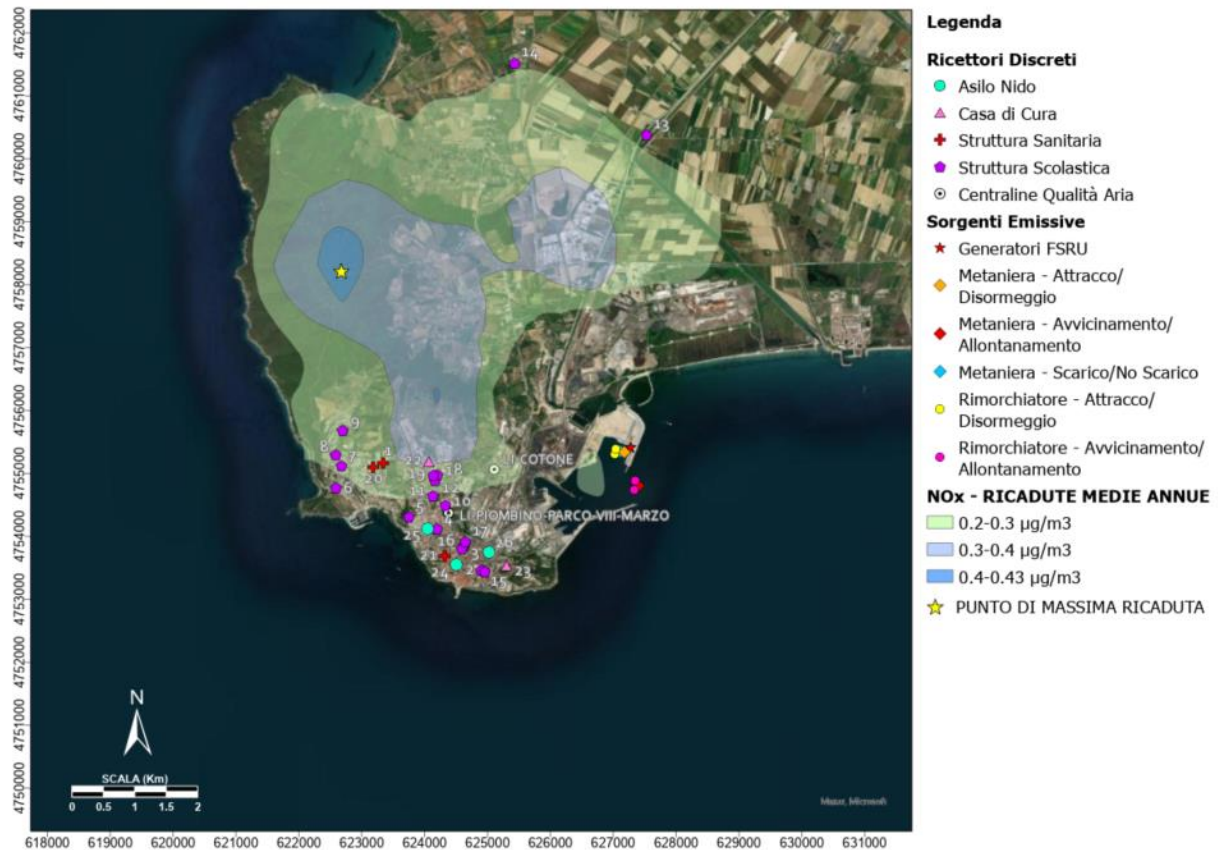 4762000
4761000
4760000
4759000
4758000
4757000
4756000
4755000
4754000
4753000
4752000
4751000
4750000
618000 619000 620000 621000 622000 623000 624000 625000 626000 627000 628000 629000 630000 631000
14
13
9
8
7
6
20
22
18
11
12
10
5
LI-COTONE
LI-PIOMBINO-PARCO-VIII-MARZO
25
16
17
26
21
3
24
23
15
N
SCALA (Km)
0 0.5 1 1.5 2
Maxar, Microsoft
Legenda
Ricettori Discreti
Asilo Nido
Casa di Cura
Struttura Sanitaria
Struttura Scolastica
Centraline Qualità Aria
Sorgenti Emissive
Generatori FSRU
Metaniera - Attracco/
Disormeggio
Metaniera - Avvicinamento/
Allontanamento
Metaniera - Scarico/No Scarico
Rimorchiatore - Attracco/
Disormeggio
Rimorchiatore - Avvicinamento/
Allontanamento
NOx - RICADUTE MEDIE ANNUE
0.2-0.3 µg/m3
0.3-0.4 µg/m3
0.4-0.43 µg/m3
PUNTO DI MASSIMA RICADUTA